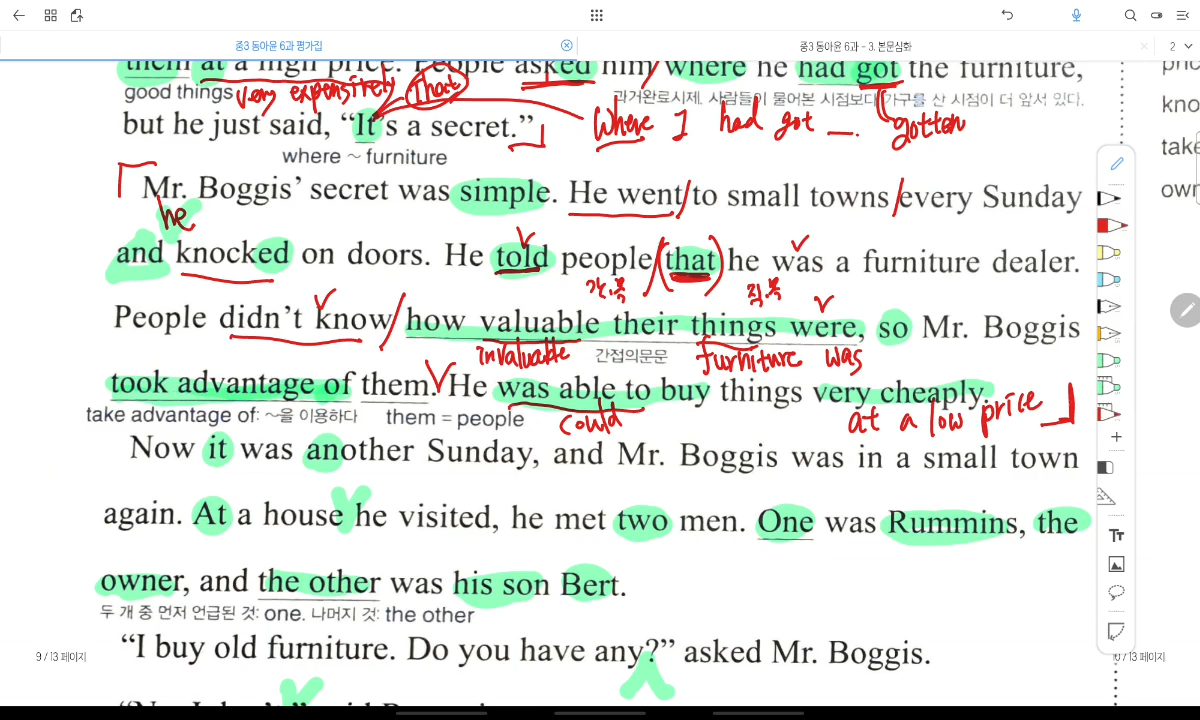 중3 동아윤 6과 평가집
중3 동아윤 6과 - 3. 본문심화
2
them at a high price. People asked him where he had got the furniture,
good things very expensively That 과거완료시제. 사람들이 물어본 시점보다 가구를 산 시점이 더 앞서 있다.
but he just said, “It’s a secret.” Where I had got __. gotten
where ~ furniture
Mr. Boggis’ secret was simple. He went/to small towns/every Sunday
he
and knocked on doors. He told people/(that) he was a furniture dealer.
간.목 직.목
People didn’t know/how valuable their things were, so Mr. Boggis
invaluable 간접의문문 furniture was
took advantage of them. He was able to buy things very cheaply.
take advantage of: ~을 이용하다 them = people could at a low price
Now it was another Sunday, and Mr. Boggis was in a small town
again. At a house he visited, he met two men. One was Rummins, the
owner, and the other was his son Bert.
두 개 중 먼저 언급된 것: one. 나머지 것: the other
“I buy old furniture. Do you have any?” asked Mr. Boggis.
9 / 13 페이지
/ 13 페이지
kno
take
own
Tт